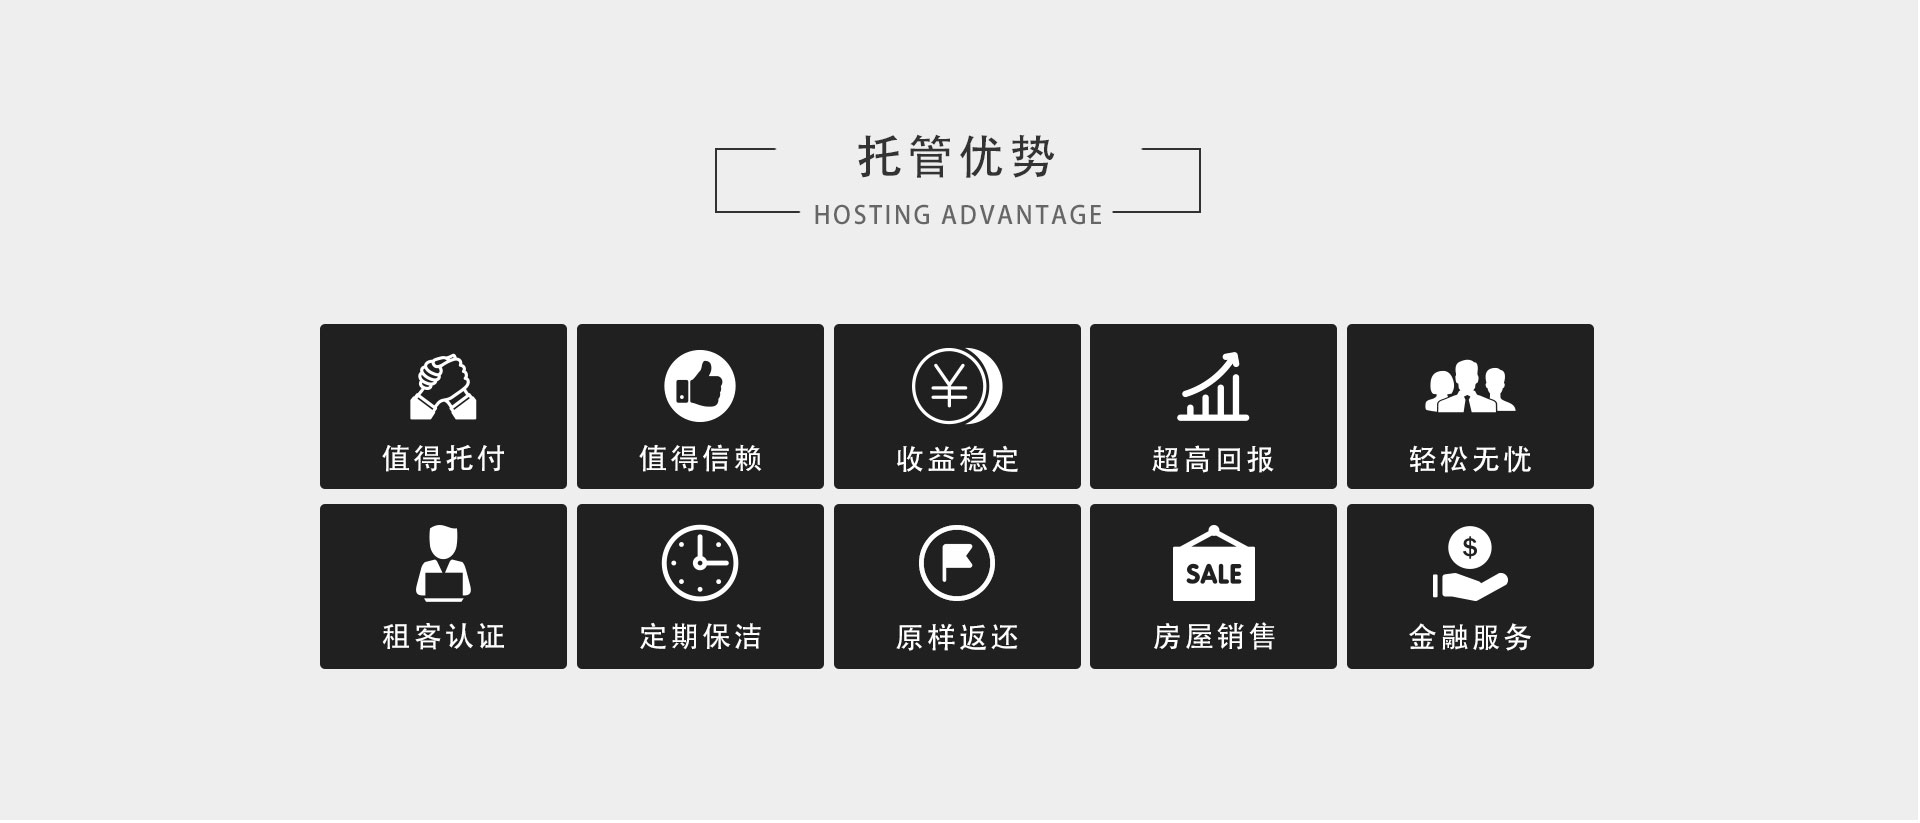 托管优势
HOSTING ADVANTAGE
值得托付
值得信赖
¥
收益稳定
超高回报
轻松无忧
租客认证
定期保洁
原样返还
SALE
房屋销售
$
金融服务